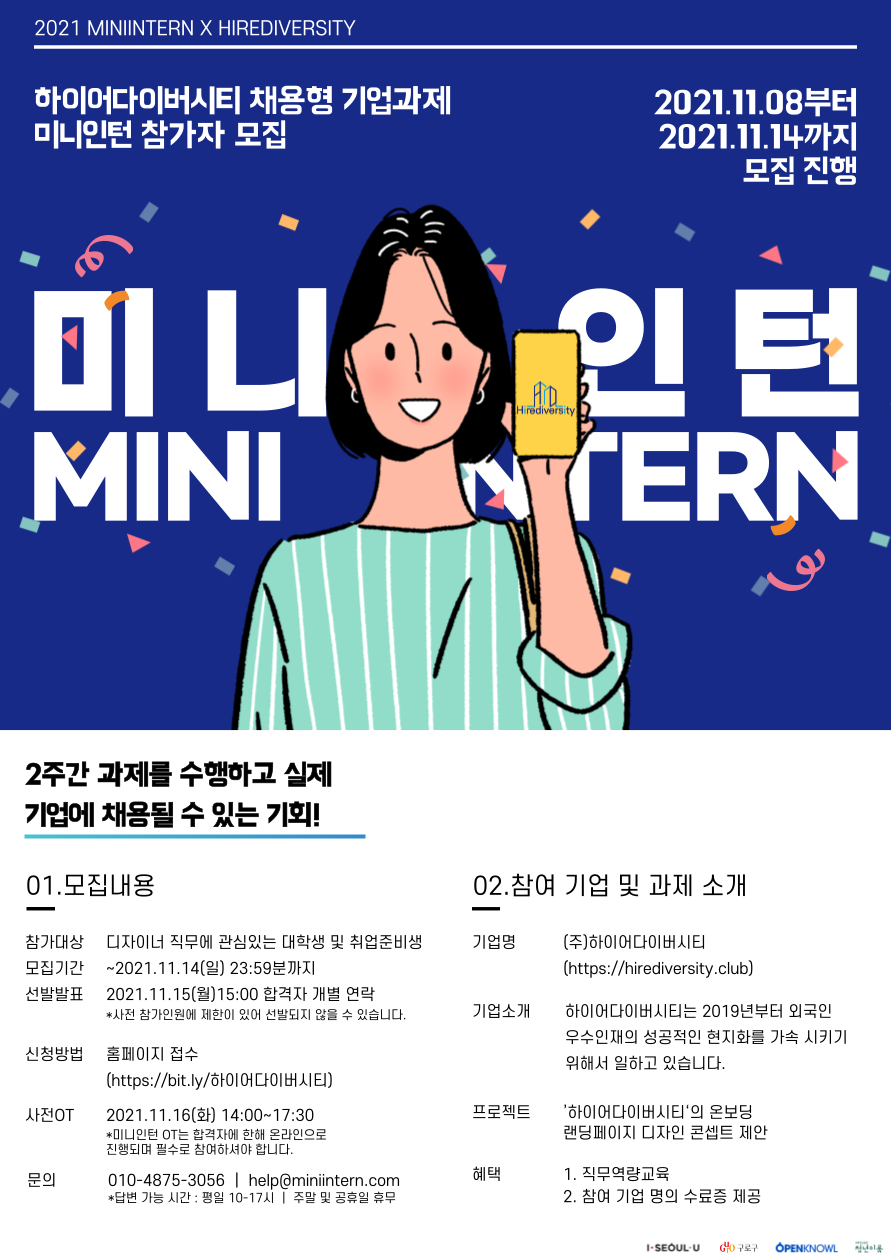 2021 MINIINTERN X HIREDIVERSITY
하이어다이버시티 채용형 기업과제
미니인턴 참가자 모집
2021.11.08부터
2021.11.14까지
모집 진행
미니인턴
MINI INTERN
Hirediversity
2주간 과제를 수행하고 실제
기업에 채용될 수 있는 기회!
01.모집내용
참가대상 디자이너 직무에 관심있는 대학생 및 취업준비생
모집기간 ~2021.11.14(일) 23:59분까지
선발발표 2021.11.15(월)15:00 합격자 개별 연락
*사전 참가인원에 제한이 있어 선발되지 않을 수 있습니다.
신청방법 홈페이지 접수
(https://bit.ly/하이어다이버시티)
사전OT 2021.11.16(화) 14:00~17:30
*미니인턴 OT는 합격자에 한해 온라인으로
진행되며 필수로 참여하셔야 합니다.
문의 010-4875-3056 | help@miniintern.com
*답변 가능 시간 : 평일 10-17시 | 주말 및 공휴일 휴무
02.참여 기업 및 과제 소개
기업명 (주)하이어다이버시티
(https://hirediversity.club)
기업소개 하이어다이버시티는 2019년부터 외국인
우수인재의 성공적인 현지화를 가속 시키기
위해서 일하고 있습니다.
프로젝트 '하이어다이버시티'의 온보딩
랜딩페이지 디자인 콘셉트 제안
혜택 1. 직무역량교육
2. 참여 기업 명의 수료증 제공
I·SEOUL·U 구로구 OPENKNOWL 청년이룸